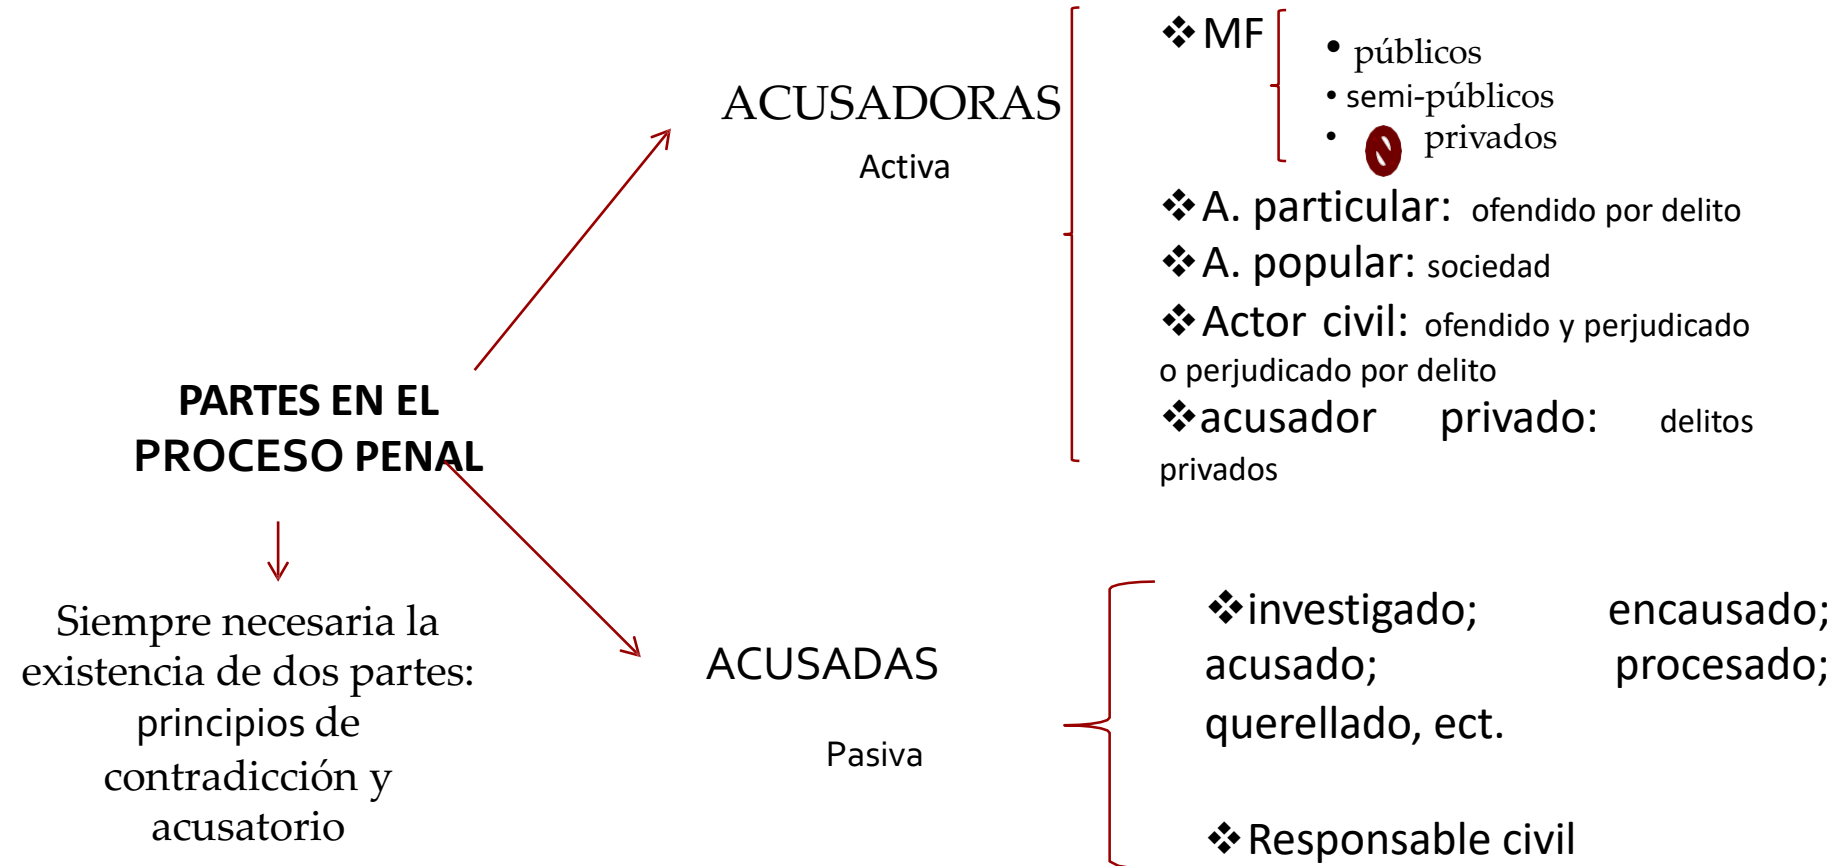 PARTES EN EL
PROCESO PENAL
Siempre necesaria la
existencia de dos partes:
principios de
contradicción y
acusatorio
ACUSADORAS
Activa
❖MF
• públicos
• semi-públicos
• privados
❖A. particular: ofendido por delito
❖A. popular: sociedad
❖Actor civil: ofendido y perjudicado
o perjudicado por delito
❖acusador privado: delitos
privados
ACUSADAS
Pasiva
❖investigado; encausado;
acusado; procesado;
querellado, ect.
❖Responsable civil